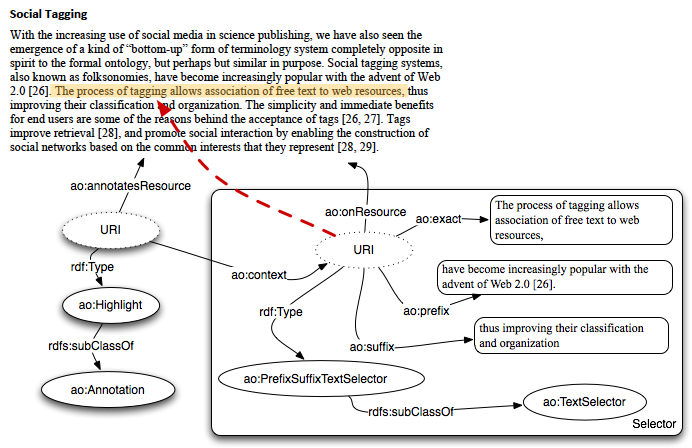 Social Tagging
With the increasing use of social media in science publishing, we have also seen the
emergence of a kind of “bottom-up” form of terminology system completely opposite in
spirit to the formal ontology, but perhaps but similar in purpose. Social tagging systems,
also known as folksonomies, have become increasingly popular with the advent of Web
2.0 [26]. The process of tagging allows association of free text to web resources, thus
improving their classification and organization. The simplicity and immediate benefits
for end users are some of the reasons behind the acceptance of tags [26, 27]. Tags
improve retrieval [28], and promote social interaction by enabling the construction of
social networks based on the common interests that they represent [28, 29].
ao:annotatesResource
URI
rdf:Type
ao:Highlight
rdfs:subClassOf
ao:Annotation
ao:context
ao:onResource
URI
ao:exact
The process of tagging allows
association of free text to web
resources,
ao:prefix
have become increasingly popular with the
advent of Web 2.0 [26].
ao:suffix
thus improving their classification
and organization
rdf:Type
ao:PrefixSuffixTextSelector
rdfs:subClassOf
ao:TextSelector
Selector